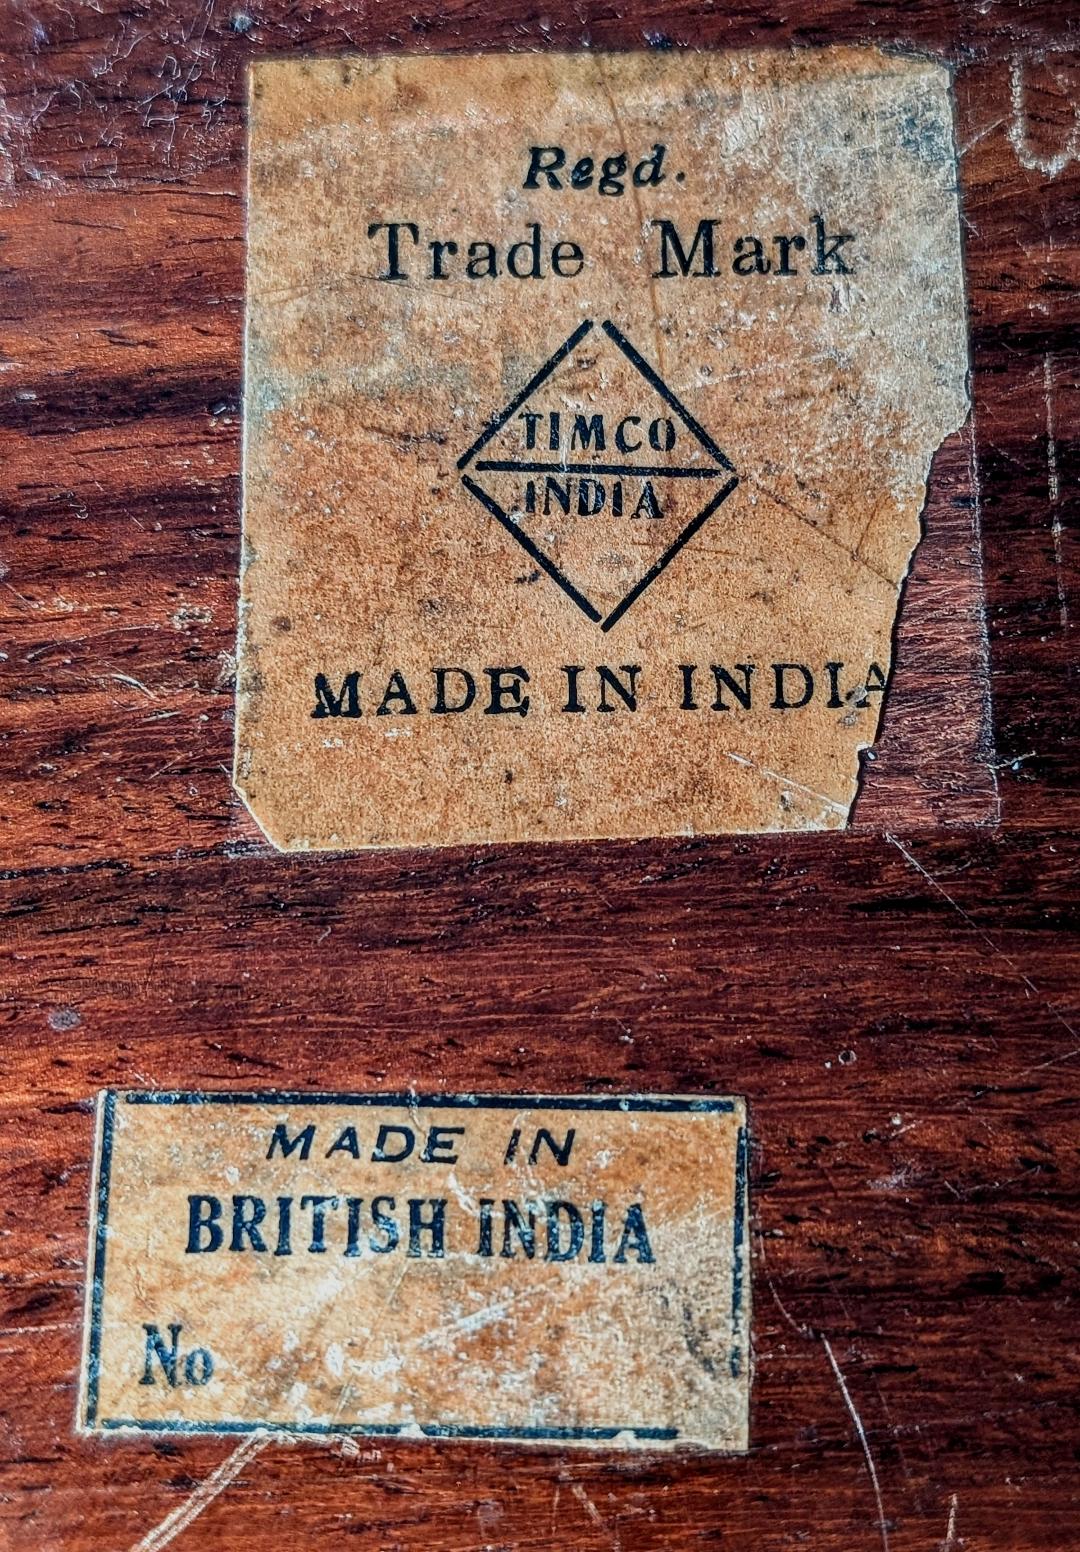 Regd.
Trade Mark
TIMCO
INDIA
MADE IN INDIA
MADE IN
BRITISH INDIA
No